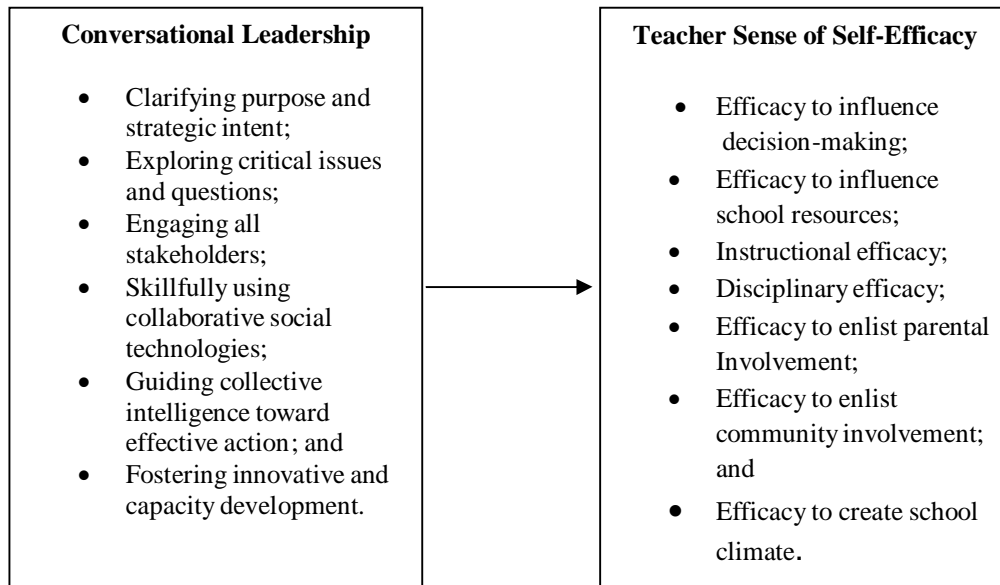 Conversational Leadership
• Clarifying purpose and
strategic intent;
• Exploring critical issues
and questions;
• Engaging all
stakeholders;
• Skillfully using
collaborative social
technologies;
• Guiding collective
intelligence toward
effective action; and
• Fostering innovative and
capacity development.
Teacher Sense of Self-Efficacy
• Efficacy to influence
decision-making;
• Efficacy to influence
school resources;
• Instructional efficacy;
• Disciplinary efficacy;
• Efficacy to enlist parental
Involvement;
• Efficacy to enlist
community involvement;
and
• Efficacy to create school
climate.